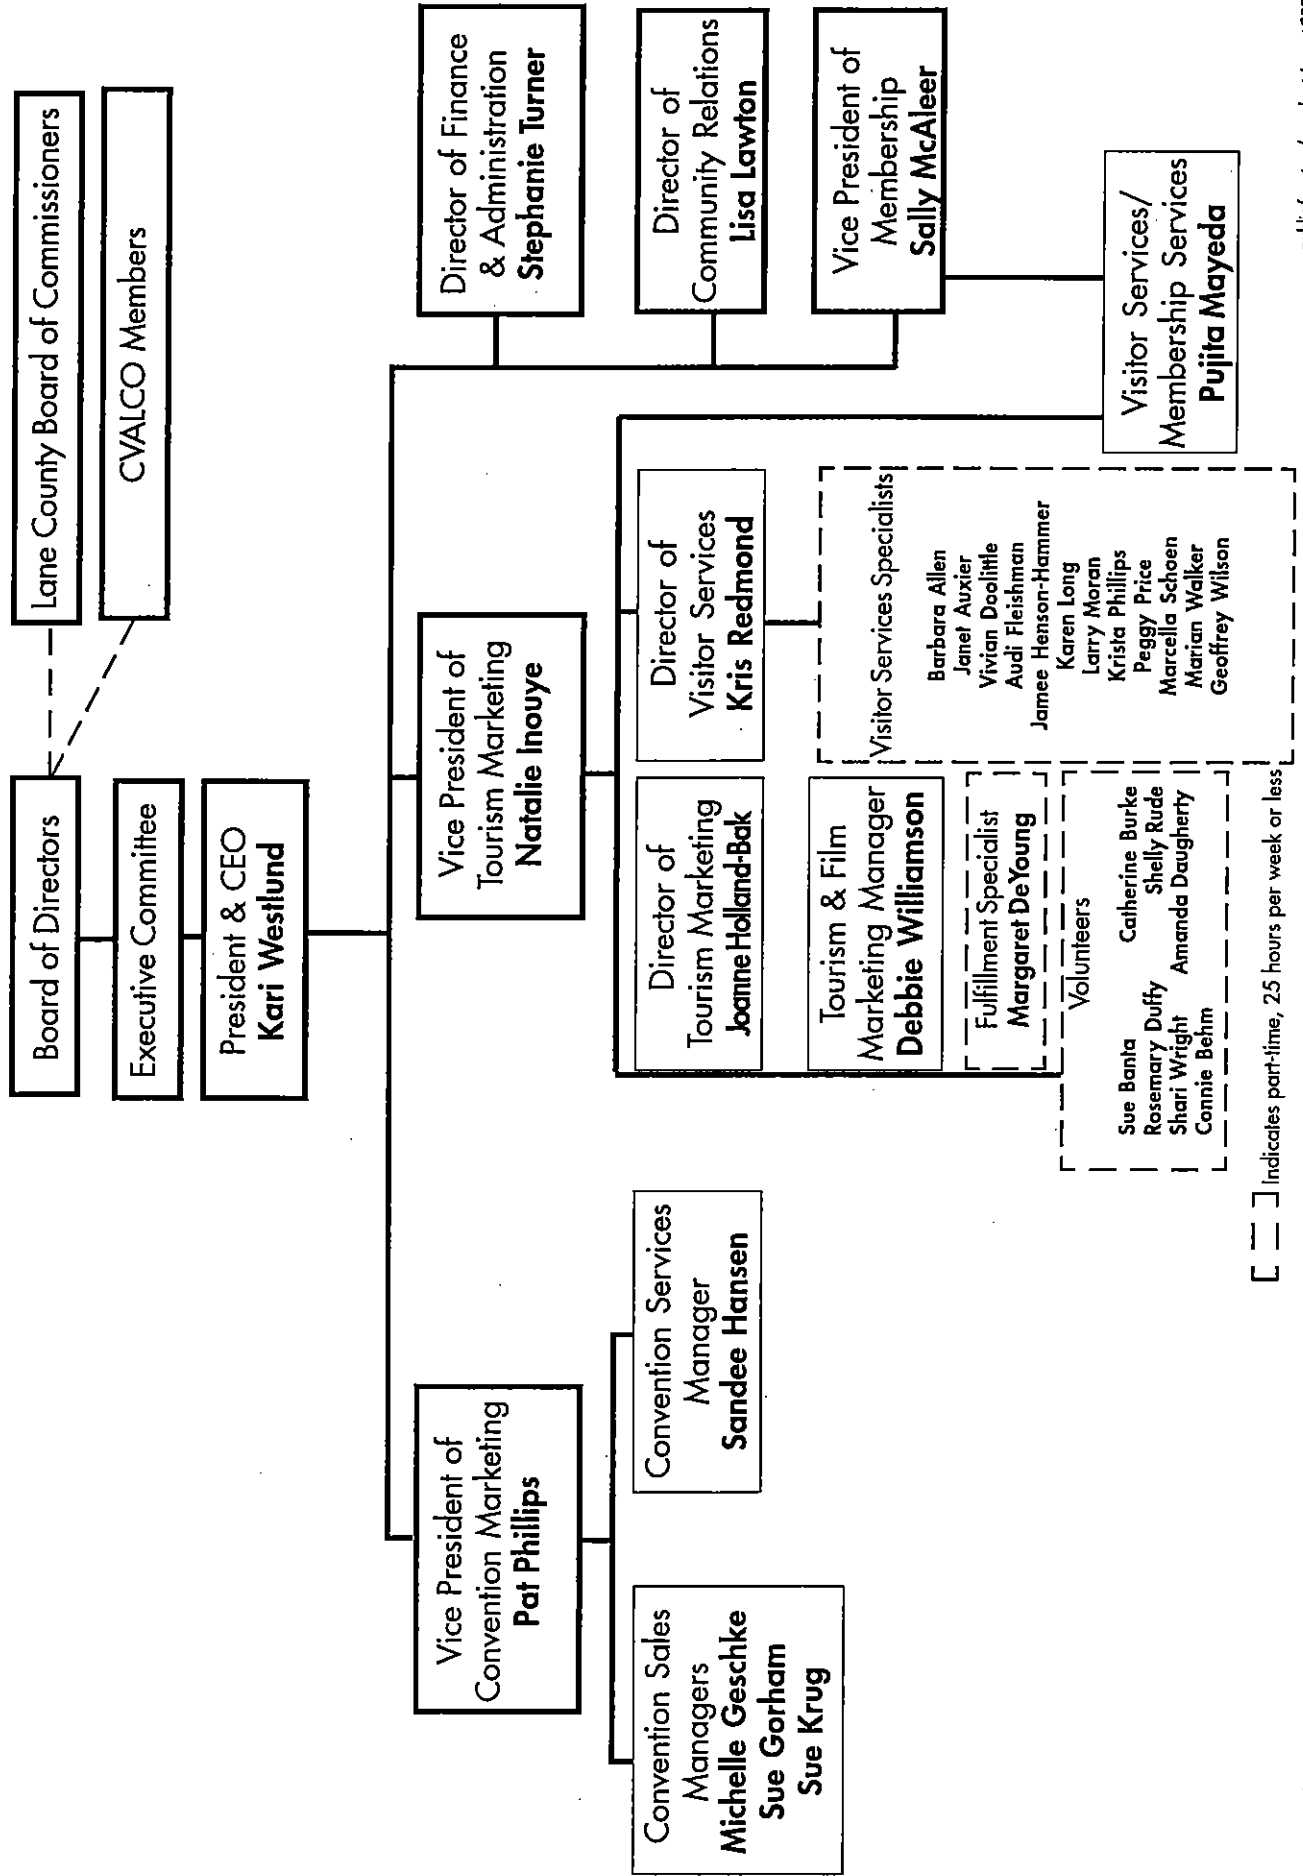 Lane County Board of Commissioners
CVALCO Members
Board of Directors
Executive Committee
President & CEO
Kari Westlund
Vice President of
Convention Marketing
Pat Phillips
Vice President of
Tourism Marketing
Natalie Inouye
Director of Finance
& Administration
Stephanie Turner
Director of
Community Relations
Lisa Lawton
Vice President of
Membership
Sally McAleer
Convention Sales
Managers
Michelle Geschke
Sue Gorham
Sue Krug
Convention Services
Manager
Sandee Hansen
Director of
Tourism Marketing
Joanne Holland-Bak
Tourism & Film
Marketing Manager
Debbie Williamson
Fulfillment Specialist
Margaret DeYoung
Volunteers
Sue Banta
Rosemary Duffy
Shari Wright
Connie Behm
Catherine Burke
Shelly Rude
Amanda Daugherty
Director of
Visitor Services
Kris Redmond
Visitor Services Specialists
Barbara Allen
Janet Auxier
Vivian Doolittle
Audi Fleishman
Jamee Henson-Hammer
Karen Long
Larry Moran
Krista Phillips
Peggy Price
Marcella Schoen
Marian Walker
Geoffrey Wilson
Visitor Services/
Membership Services
Pujita Mayeda
Indicates part-time, 25 hours per week or less